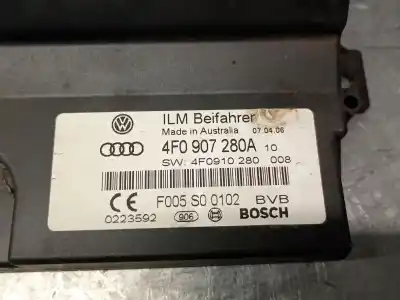 ILM Beifahrer
Made in Australia 07.04.06
4F0 907 280A 10
SW: 4F0910 280 008
F005 S0 0102 BVB
0223592 906 BOSCH